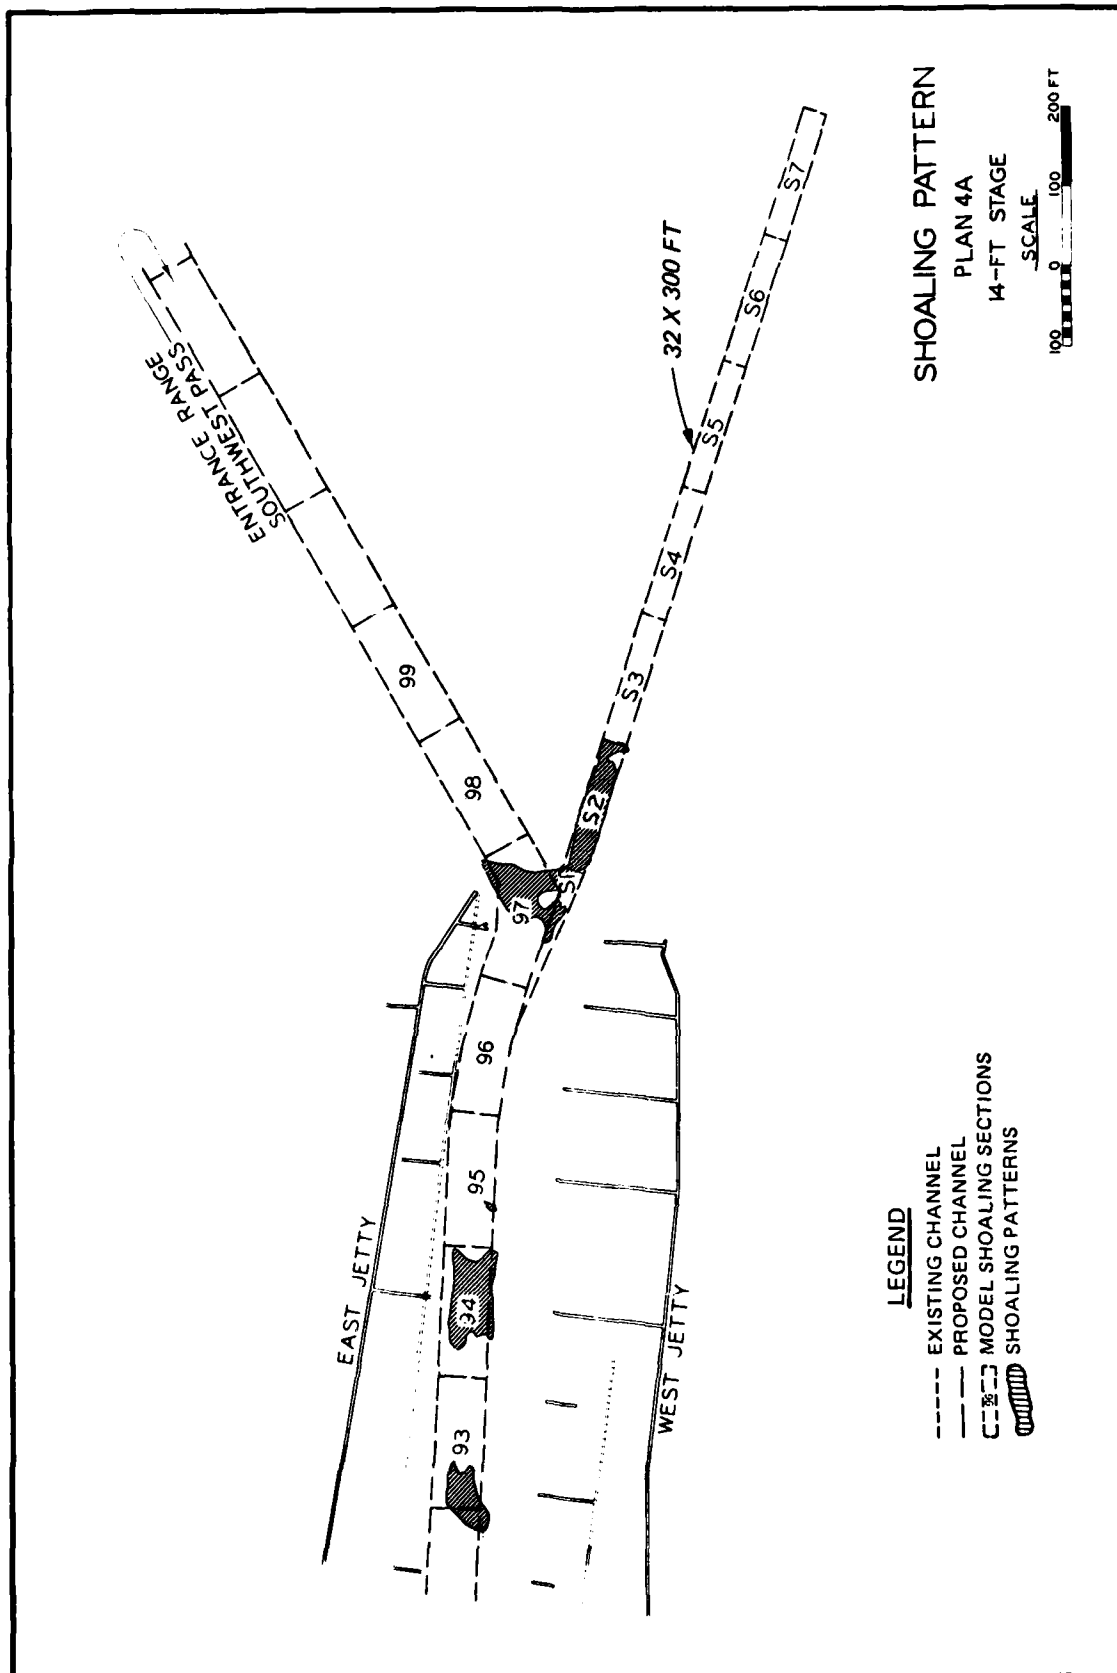 SHOALING PATTERN
PLAN 4A
14-FT STAGE
SCALE
100 0 100 200 FT
ENTRANCE RANGE
SOUTHWEST PASS
32 X 300 FT
EAST JETTY
93
94
95
96
97
98
99
S1
S2
S3
S4
S5
S6
S7
WEST JETTY
LEGEND
EXISTING CHANNEL
PROPOSED CHANNEL
96 MODEL SHOALING SECTIONS
SHOALING PATTERNS